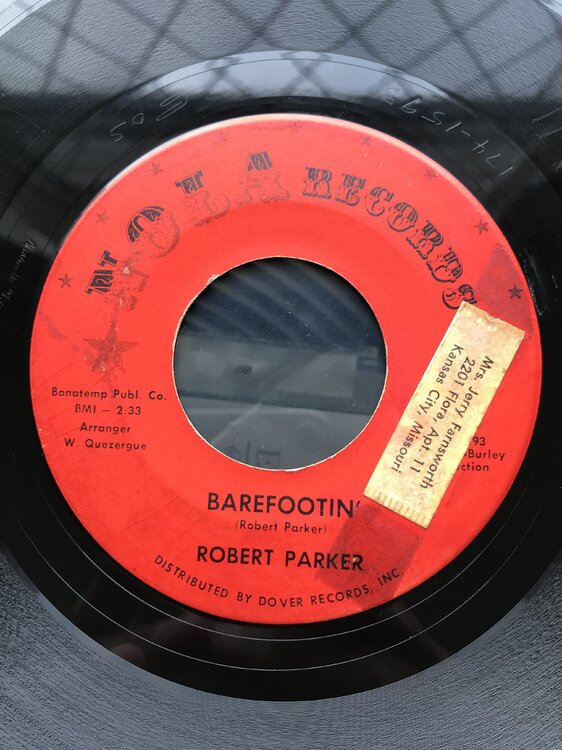 NOLA RECORDS
Bonatemp Publ. Co.
BMI — 2:33
Arranger
W. Quezergue
93
-Burley
ction
Mrs. Jerry Farnsworth
2201 Flora, Apt. 11
Kansas City, Missouri
BAREFOOTIN'
(Robert Parker)
ROBERT PARKER
DISTRIBUTED BY DOVER RECORDS, INC.
174-1593